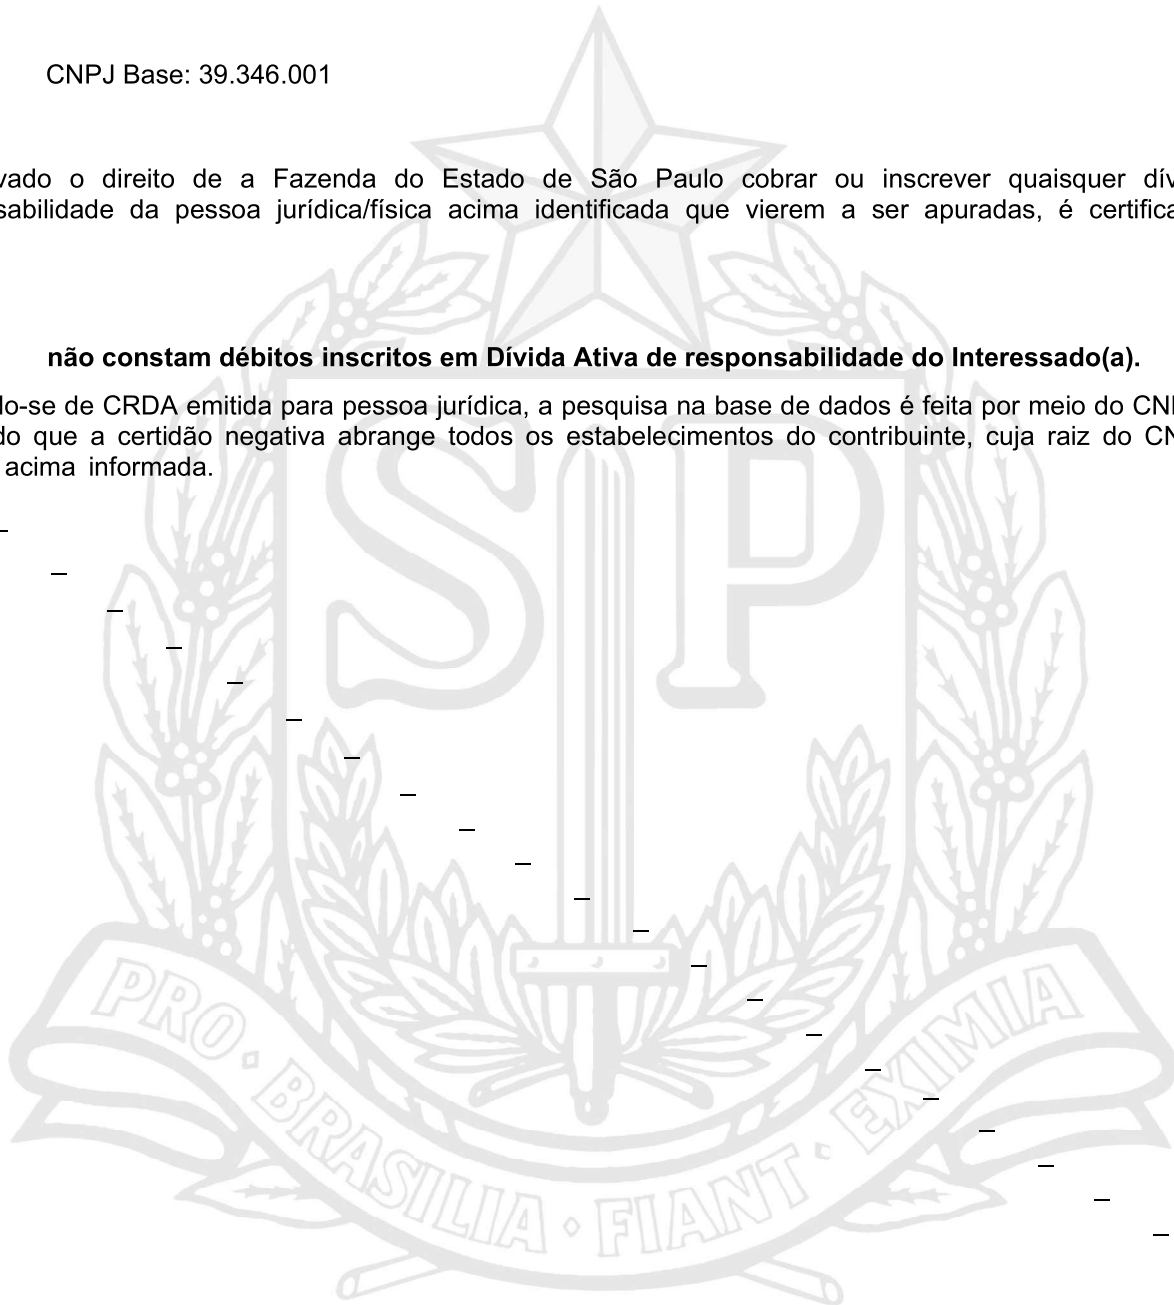 CNPJ Base: 39.346.001
vado o direito de a Fazenda do Estado de São Paulo cobrar ou inscrever quaisquer dív
sabilidade da pessoa jurídica/física acima identificada que vierem a ser apuradas, é certifica
não constam débitos inscritos em Dívida Ativa de responsabilidade do Interessado(a).
do-se de CRDA emitida para pessoa jurídica, a pesquisa na base de dados é feita por meio do CN
do que a certidão negativa abrange todos os estabelecimentos do contribuinte, cuja raiz do CN
acima informada.
SP
PRO · BRASILIA · FIANT · EXIMIA